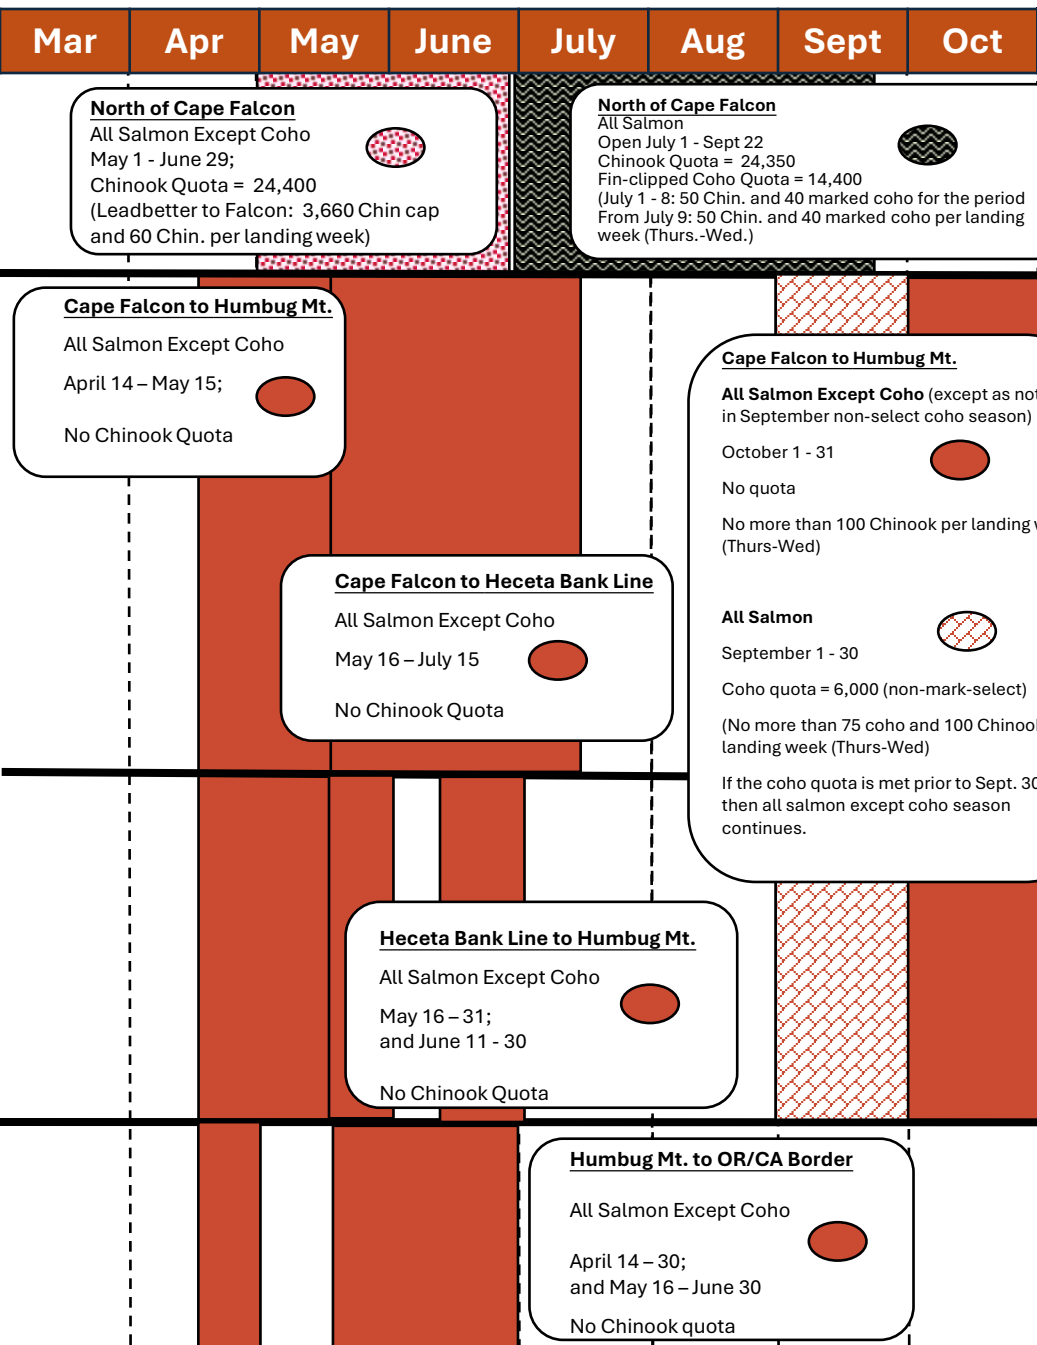 Mar Apr May June July Aug Sept Oct
North of Cape Falcon
All Salmon Except Coho
May 1 - June 29;
Chinook Quota = 24,400
(Leadbetter to Falcon: 3,660 Chin cap
and 60 Chin. per landing week)
North of Cape Falcon
All Salmon
Open July 1 - Sept 22
Chinook Quota = 24,350
Fin-clipped Coho Quota = 14,400
(July 1 - 8: 50 Chin. and 40 marked coho for the period
From July 9: 50 Chin. and 40 marked coho per landing
week (Thurs.-Wed.)
Cape Falcon to Humbug Mt.
All Salmon Except Coho
April 14 – May 15;
No Chinook Quota
Cape Falcon to Humbug Mt.
All Salmon Except Coho (except as not
in September non-select coho season)
October 1 - 31
No quota
No more than 100 Chinook per landing
(Thurs-Wed)
All Salmon
September 1 - 30
Coho quota = 6,000 (non-mark-select)
(No more than 75 coho and 100 Chinoo
landing week (Thurs-Wed)
If the coho quota is met prior to Sept. 30
then all salmon except coho season
continues.
Cape Falcon to Heceta Bank Line
All Salmon Except Coho
May 16 – July 15
No Chinook Quota
Heceta Bank Line to Humbug Mt.
All Salmon Except Coho
May 16 – 31;
and June 11 - 30
No Chinook Quota
Humbug Mt. to OR/CA Border
All Salmon Except Coho
April 14 – 30;
and May 16 – June 30
No Chinook quota